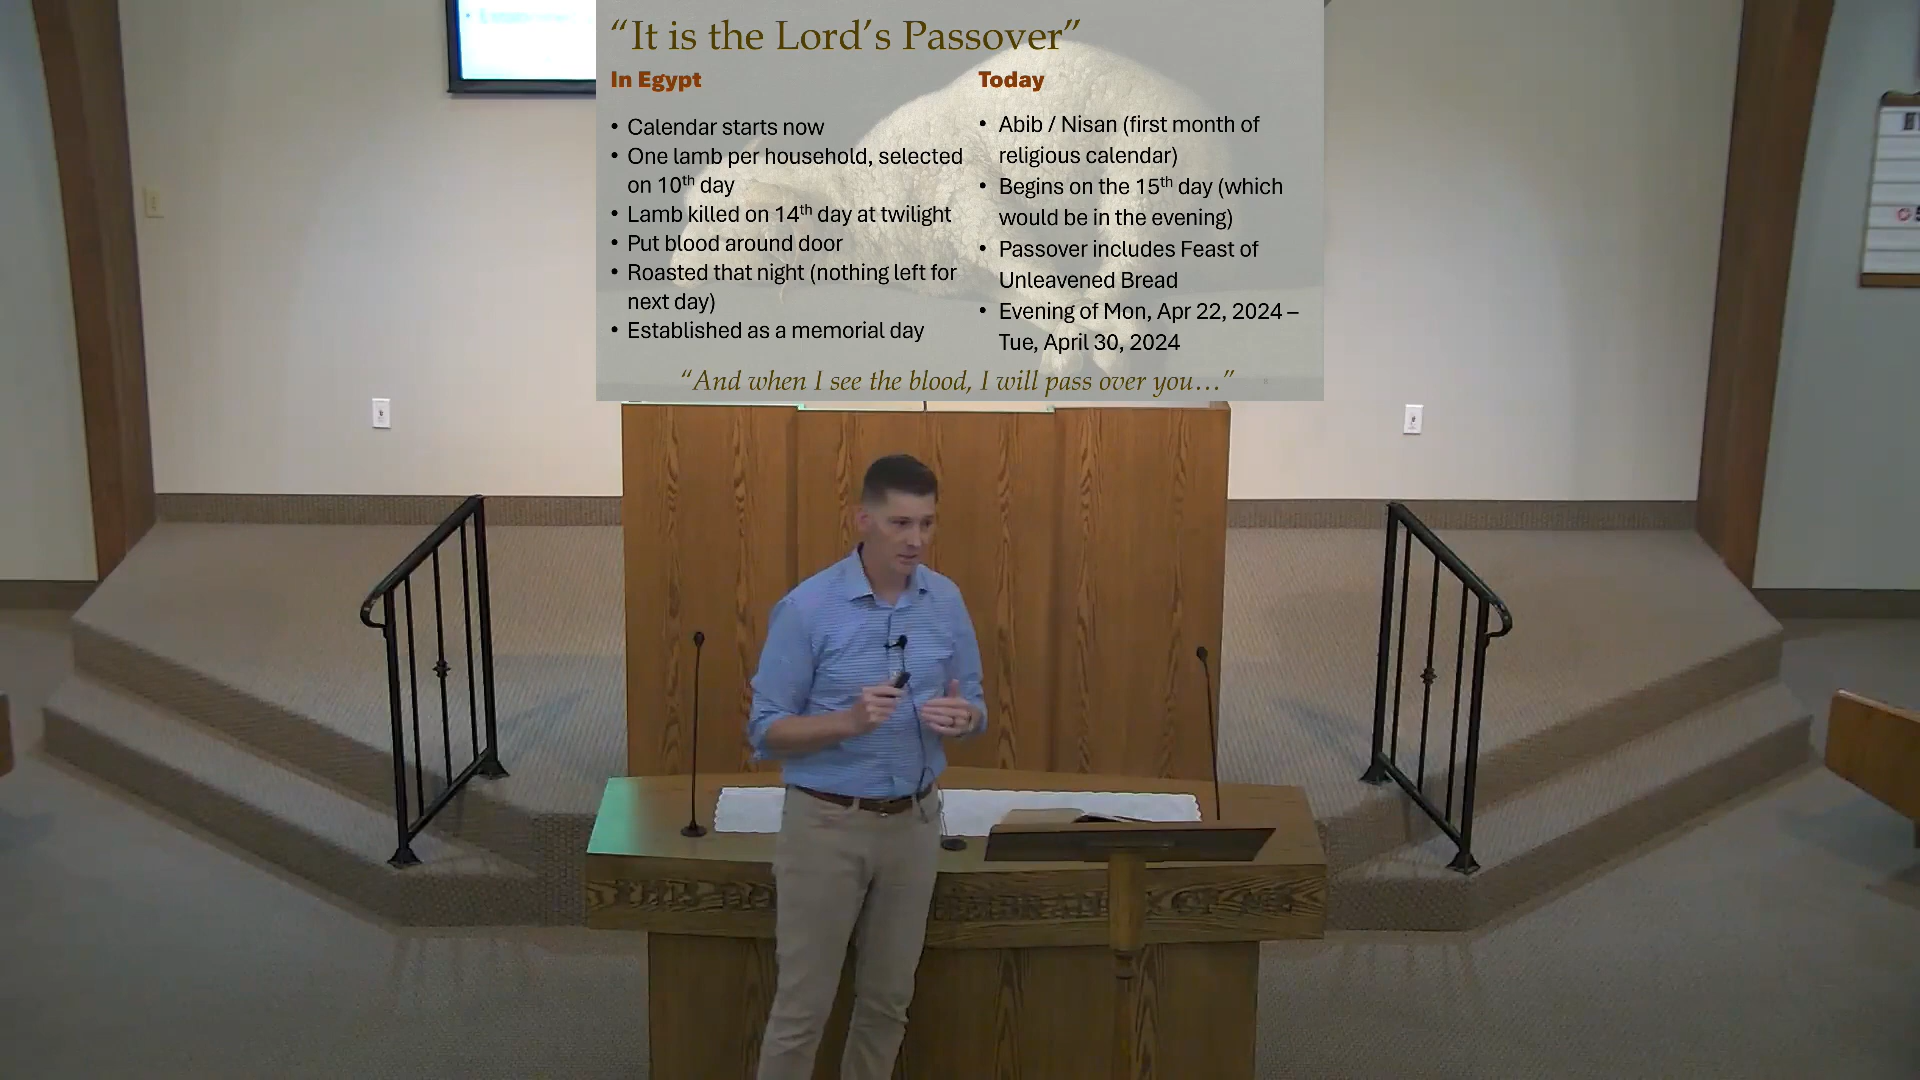 “It is the Lord’s Passover”
In Egypt
• Calendar starts now
• One lamb per household, selected
on 10th day
• Lamb killed on 14th day at twilight
• Put blood around door
• Roasted that night (nothing left for
next day)
• Established as a memorial day
Today
• Abib / Nisan (first month of
religious calendar)
• Begins on the 15th day (which
would be in the evening)
• Passover includes Feast of
Unleavened Bread
• Evening of Mon, Apr 22, 2024 –
Tue, April 30, 2024
“And when I see the blood, I will pass over you…”